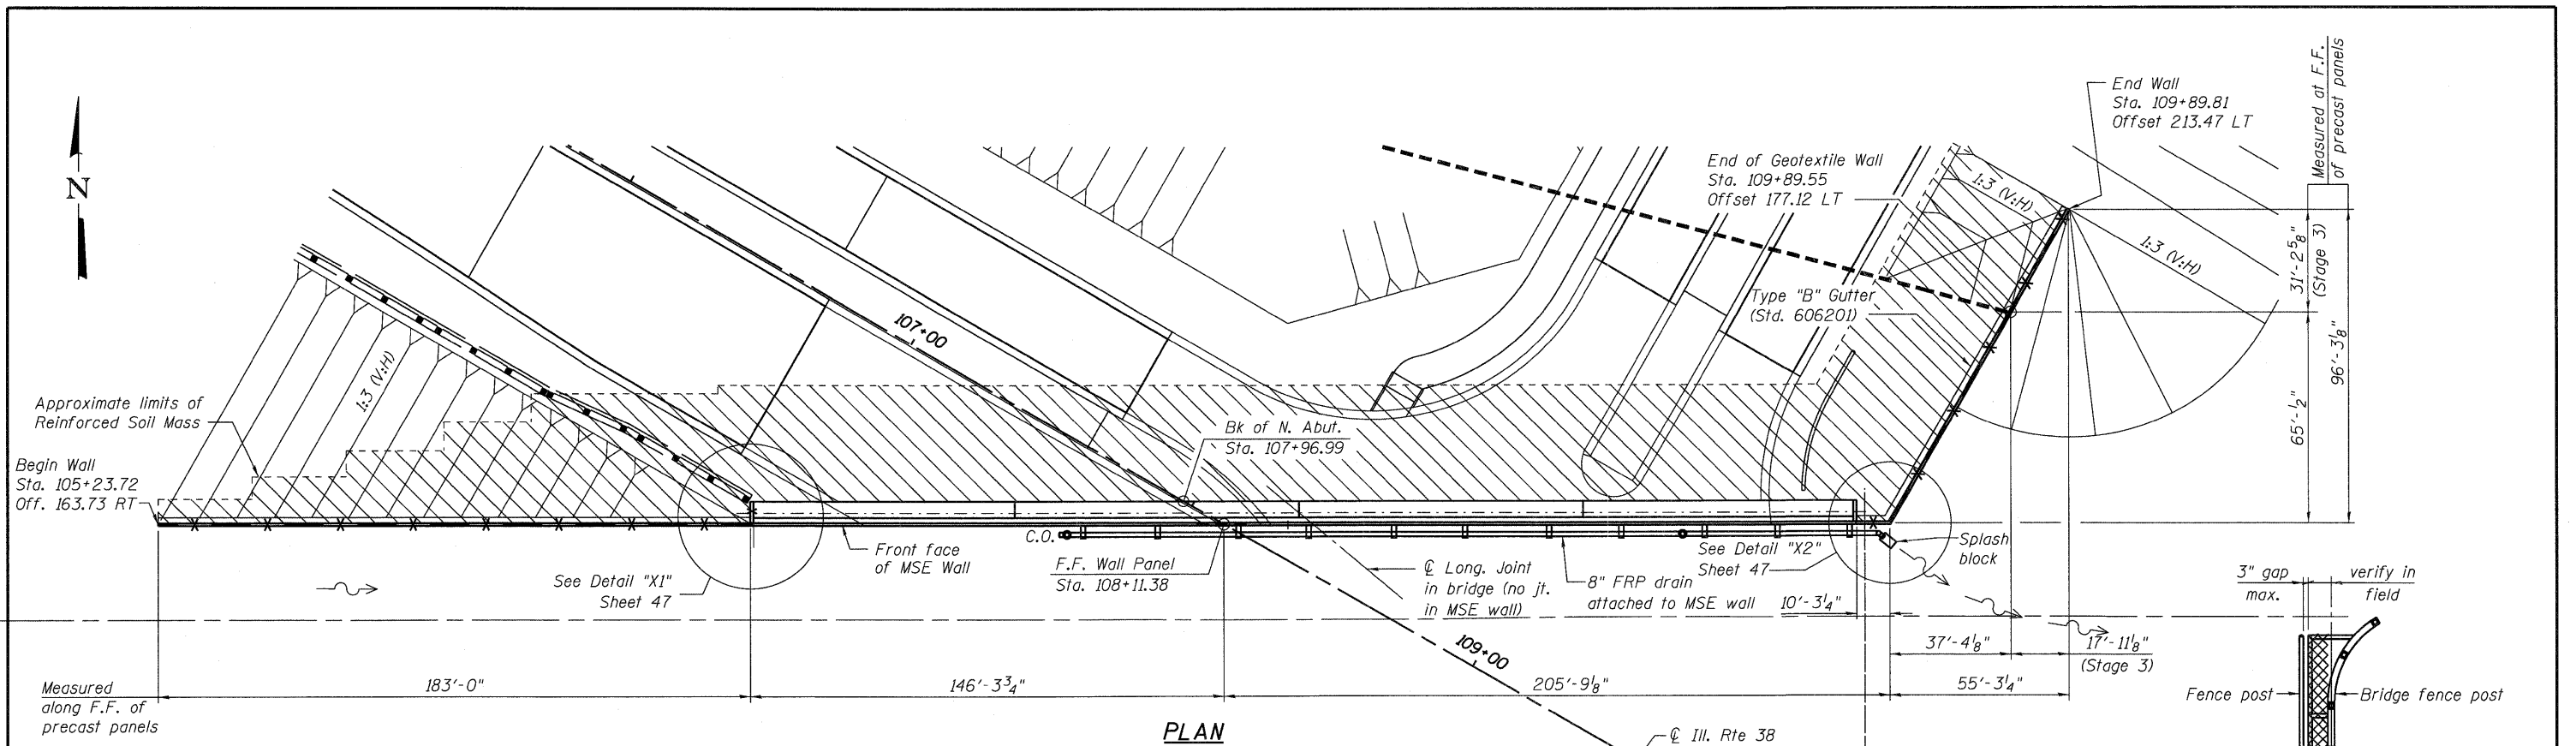 N
End Wall
Sta. 109+89.81
Offset 213.47 LT
Measured at F.F.
of precast panels
End of Geotextile Wall
Sta. 109+89.55
Offset 177.12 LT
1:3 (V:H)
1:3 (V:H)
31'-2 5/8"
(Stage 3)
96'-3 1/8"
65'-1/2"
Type "B" Gutter
(Std. 606201)
107+00
1:3 (V:H)
Approximate limits of
Reinforced Soil Mass
Begin Wall
Sta. 105+23.72
Off. 163.73 RT
Bk of N. Abut.
Sta. 107+96.99
C.O.
Front face
of MSE Wall
F.F. Wall Panel
Sta. 108+11.38
See Detail "X1"
Sheet 47
℄ Long. Joint
in bridge (no jt.
in MSE wall)
8" FRP drain
attached to MSE wall
See Detail "X2"
Sheet 47
Splash
block
10'-3 1/4"
3" gap
max.
verify in
field
37'-4 1/8"
17'-11 1/8"
(Stage 3)
109+00
Measured
along F.F. of
precast panels
183'-0"
146'-3 3/4"
205'-9 1/8"
55'-3 1/4"
Fence post
Bridge fence post
PLAN
℄ Ill. Rte 38